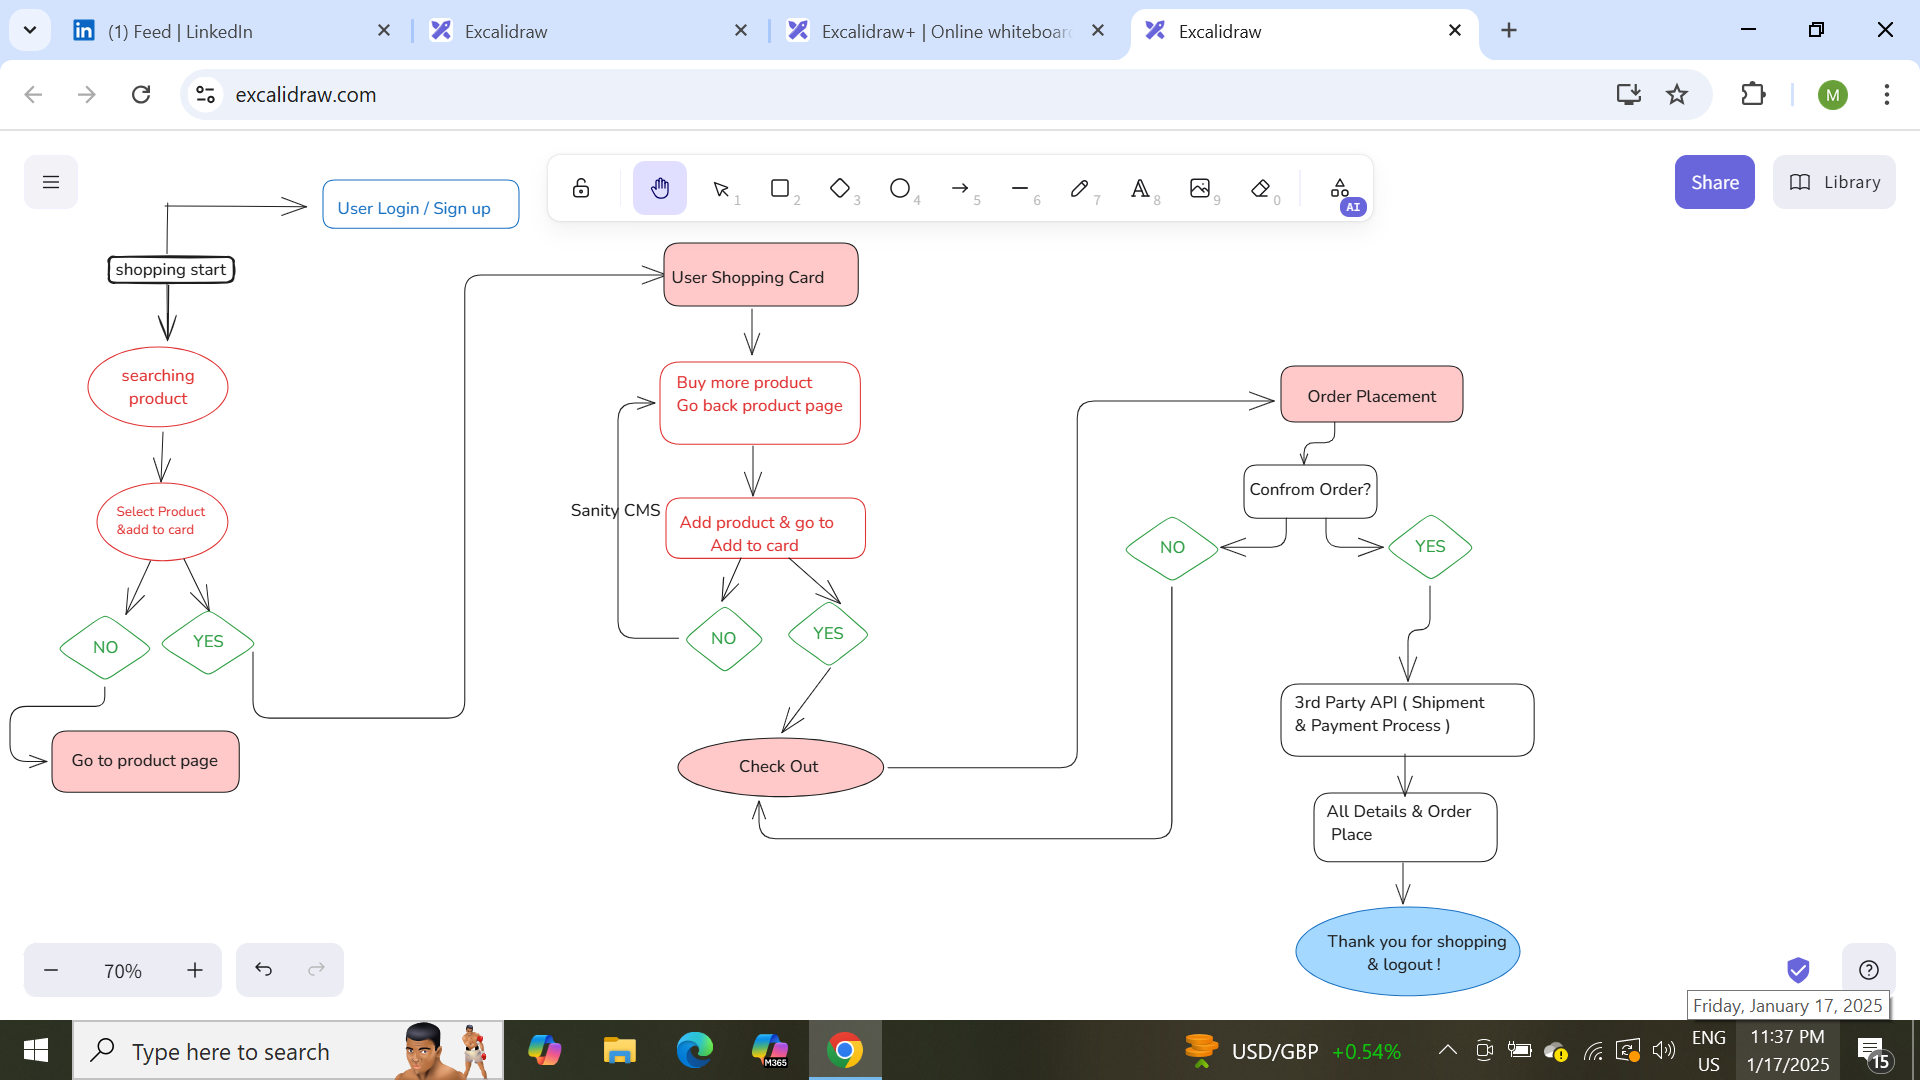 (1) Feed | LinkedIn
Excalidraw
Excalidraw+ | Online whiteboar
Excalidraw
excalidraw.com
M
1
2
3
4
5
6
7
8
9
0
AI
Share
Library
User Login / Sign up
shopping start
searching
product
Select Product
&add to card
NO
YES
Go to product page
User Shopping Card
Buy more product
Go back product page
Sanity CMS
Add product & go to
Add to card
NO
YES
Check Out
Order Placement
Confrom Order?
NO
YES
3rd Party API ( Shipment
& Payment Process )
All Details & Order
Place
Thank you for shopping
& logout !
70%
Friday, January 17, 2025
Type here to search
M365
USD/GBP +0.54%
ENG
US
11:37 PM
1/17/2025
15